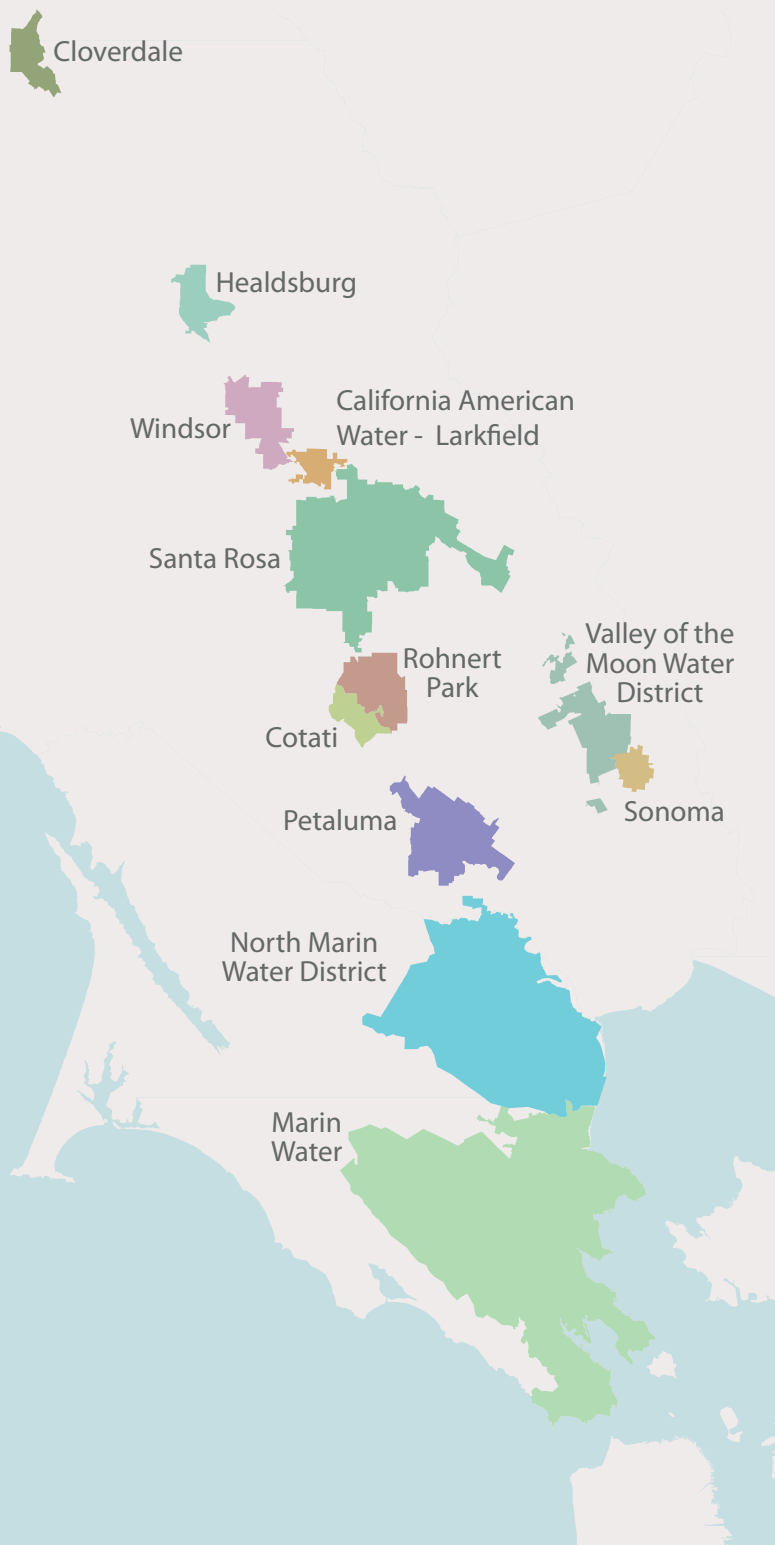 Cloverdale
Healdsburg
California American
Water - Larkfield
Windsor
Santa Rosa
Valley of the
Moon Water
District
Rohnert
Park
Cotati
Sonoma
Petaluma
North Marin
Water District
Marin
Water